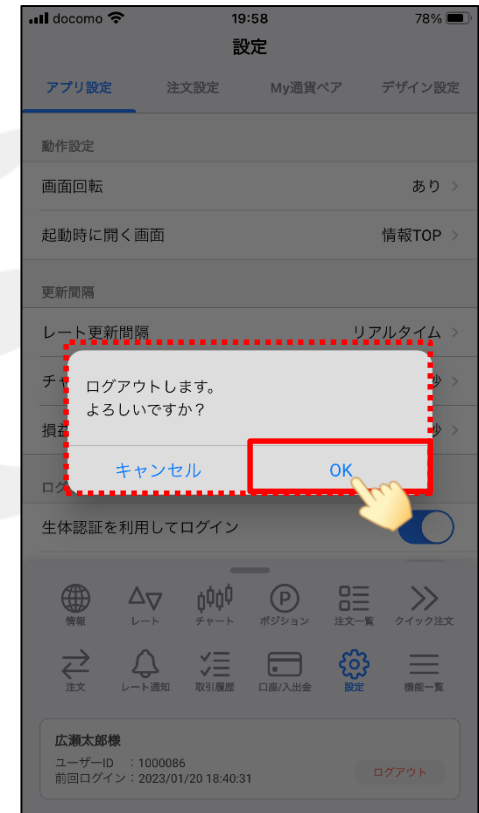 docomo 19:58 78%
設定
アプリ設定 注文設定 My通貨ペア デザイン設定
動作設定
画面回転 あり
起動時に開く画面 情報TOP
更新間隔
レート更新間隔 リアルタイム
チャ 秒
ログアウトします。
よろしいですか？
損益 秒
キャンセル OK
ログ
生体認証を利用してログイン
情報 レート チャート P ポジション 注文一覧 クイック注文
注文 レート通知 取引履歴 口座/入出金 設定 機能一覧
広瀬太郎様
ユーザーID ：1000086
前回ログイン：2023/01/20 18:40:31
ログアウト